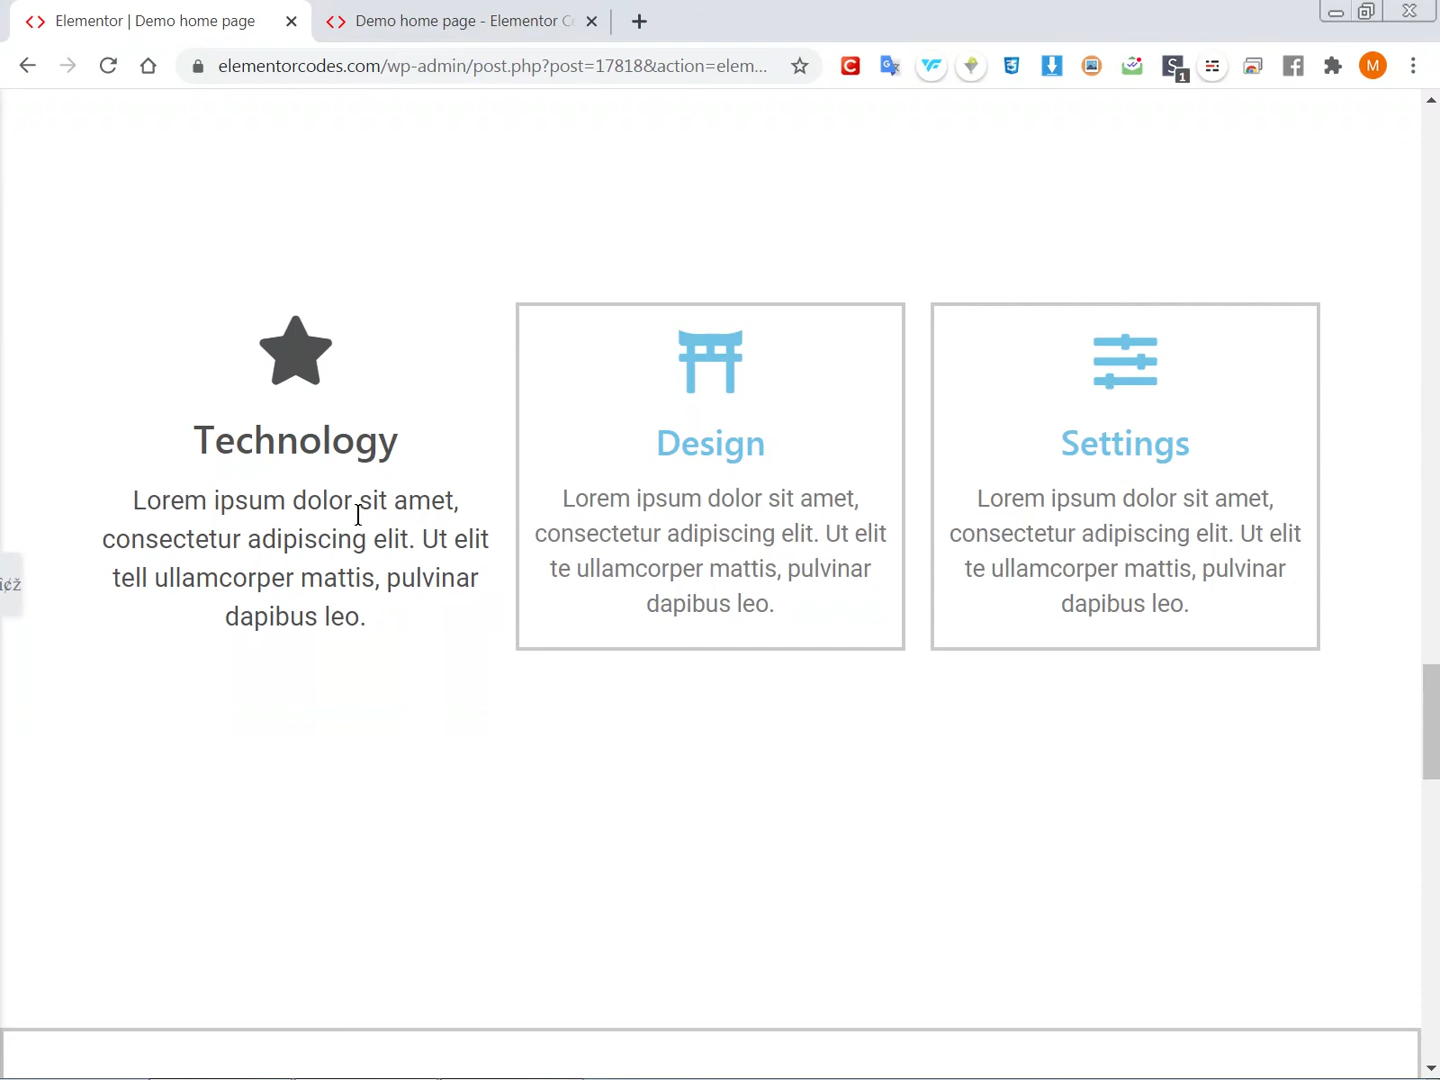 Elementor | Demo home page
Demo home page - Elementor C
elementorcodes.com/wp-admin/post.php?post=17818&action=elem...
C
S
1
M
Technology
Lorem ipsum dolor sit amet,
consectetur adipiscing elit. Ut elit
tell ullamcorper mattis, pulvinar
dapibus leo.
Design
Lorem ipsum dolor sit amet,
consectetur adipiscing elit. Ut elit
te ullamcorper mattis, pulvinar
dapibus leo.
Settings
Lorem ipsum dolor sit amet,
consectetur adipiscing elit. Ut elit
te ullamcorper mattis, pulvinar
dapibus leo.